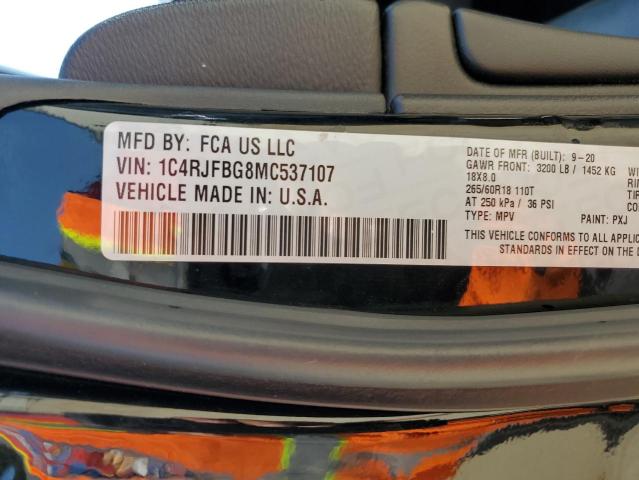 MFD BY: FCA US LLC
VIN: 1C4RJFBG8MC537107
VEHICLE MADE IN: U.S.A.
DATE OF MFR (BUILT): 9-20
GAWR FRONT: 3200 LB / 1452 KG
18X8.0
265/60R18 110T
AT 250 kPa / 36 PSI
TYPE: MPV PAINT: PXJ
THIS VEHICLE CONFORMS TO ALL
STANDARDS IN EFFECT ON THE